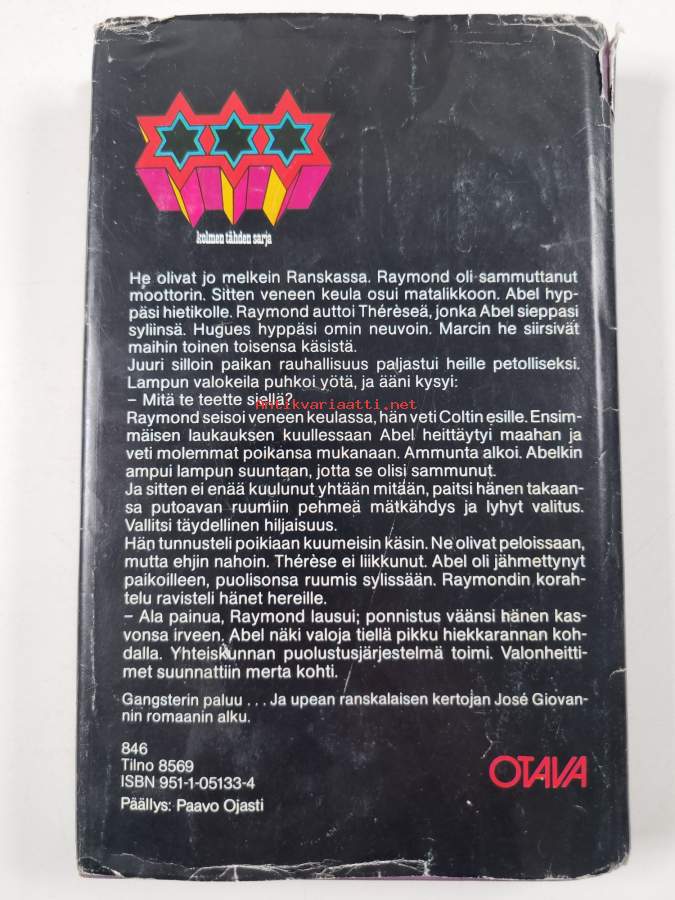 kolmen tähden sarja
He olivat jo melkein Ranskassa. Raymond oli sammuttanut
moottorin. Sitten veneen keula osui matalikkoon. Abel hyp-
päsi hietikolle. Raymond auttoi Thérèseä, jonka Abel sieppasi
syliinsä. Hugues hyppäsi omin neuvoin. Marcin he siirsivät
maihin toinen toisensa käsistä.
Juuri silloin paikan rauhallisuus paljastui heille petolliseksi.
Lampun valokeila puhkoi yötä, ja ääni kysyi:
– Mitä te teette siellä?
Antikvariaatti.net
Raymond seisoi veneen keulassa, hän veti Coltin esille. Ensim-
mäisen laukauksen kuullessaan Abel heittäytyi maahan ja
veti molemmat poikansa mukanaan. Ammunta alkoi. Abelkin
ampui lampun suuntaan, jotta se olisi sammunut.
Ja sitten ei enää kuulunut yhtään mitään, paitsi hänen takaan-
sa putoavan ruumiin pehmeä mätkähdys ja lyhyt valitus.
Vallitsi täydellinen hiljaisuus.
Hän tunnusteli poikiaan kuumeisin käsin. Ne olivat peloissaan,
mutta ehjin nahoin. Thérèse ei liikkunut. Abel oli jähmettynyt
paikoilleen, puolisonsa ruumis sylissään. Raymondin korah-
telu ravisteli hänet hereille.
– Ala painua, Raymond lausui; ponnistus väänsi hänen kas-
vonsa irveen. Abel näki valoja tiellä pikku hiekkarannan koh-
dalla. Yhteiskunnan puolustusjärjestelmä toimi. Valonheitti-
met suunnattiin merta kohti.
Gangsterin paluu . . . Ja upean ranskalaisen kertojan José Giovan-
nin romaanin alku.
846
Tilno 8569
ISBN 951-1-05133-4
Päällys: Paavo Ojasti
OTAVA